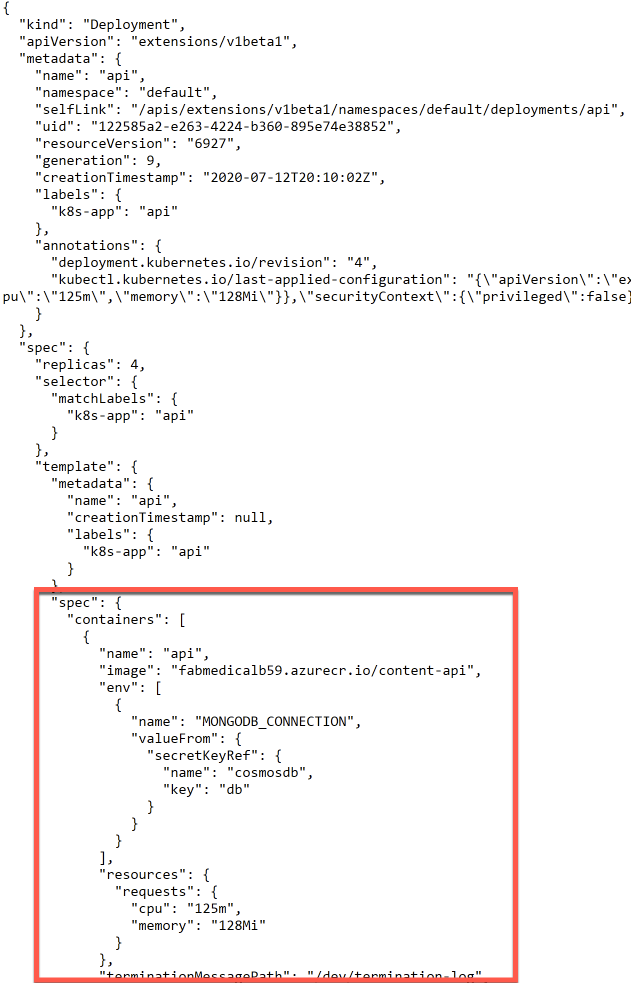 {
"kind": "Deployment",
"apiVersion": "extensions/v1beta1",
"metadata": {
"name": "api",
"namespace": "default",
"selfLink": "/apis/extensions/v1beta1/namespaces/default/deployments/api",
"uid": "122585a2-e263-4224-b360-895e74e38852",
"resourceVersion": "6927",
"generation": 9,
"creationTimestamp": "2020-07-12T20:10:02Z",
"labels": {
"k8s-app": "api"
},
"annotations": {
"deployment.kubernetes.io/revision": "4",
"kubectl.kubernetes.io/last-applied-configuration": "{\"apiVersion\":\"ex
pu\":\"125m\",\"memory\":\"128Mi\"}},\"securityContext\":{\"privileged\":false}
}
},
"spec": {
"replicas": 4,
"selector": {
"matchLabels": {
"k8s-app": "api"
}
},
"template": {
"metadata": {
"name": "api",
"creationTimestamp": null,
"labels": {
"k8s-app": "api"
}
},
"spec": {
"containers": [
{
"name": "api",
"image": "fabmedicalb59.azurecr.io/content-api",
"env": [
{
"name": "MONGODB_CONNECTION",
"valueFrom": {
"secretKeyRef": {
"name": "cosmosdb",
"key": "db"
}
}
}
],
"resources": {
"requests": {
"cpu": "125m",
"memory": "128Mi"
}
},
"terminationMessagePath": "/dev/termination-log"